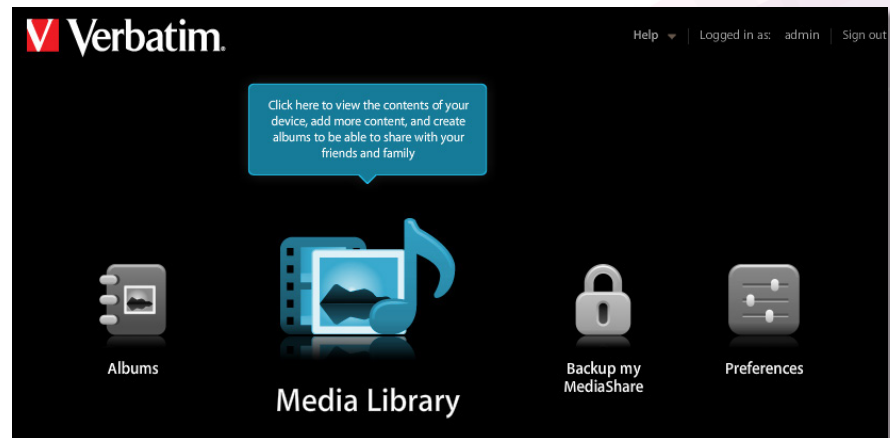 Verbatim.
Help
Logged in as: admin
Sign out
Click here to view the contents of your
device, add more content, and create
albums to be able to share with your
friends and family
Albums
Media Library
Backup my
MediaShare
Preferences